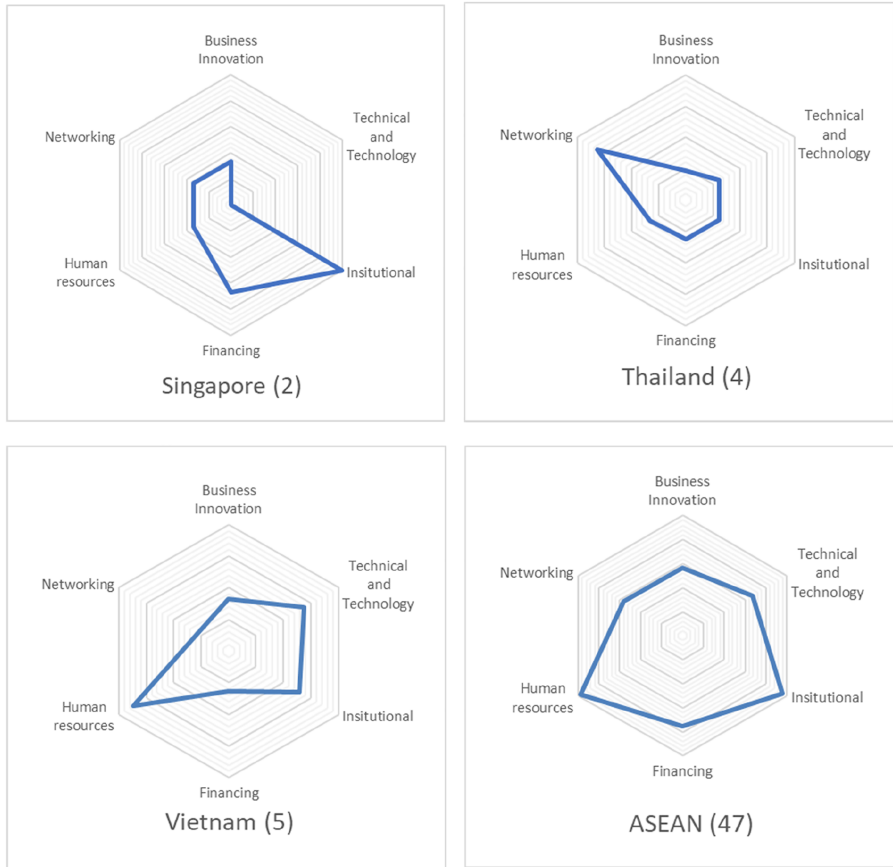 Business
Innovation
Technical
and
Technology
Insitutional
Financing
Human
resources
Networking
Singapore (2)
Business
Innovation
Technical
and
Technology
Insitutional
Financing
Human
resources
Networking
Thailand (4)
Business
Innovation
Technical
and
Technology
Insitutional
Financing
Human
resources
Networking
Vietnam (5)
Business
Innovation
Technical
and
Technology
Insitutional
Financing
Human
resources
Networking
ASEAN (47)